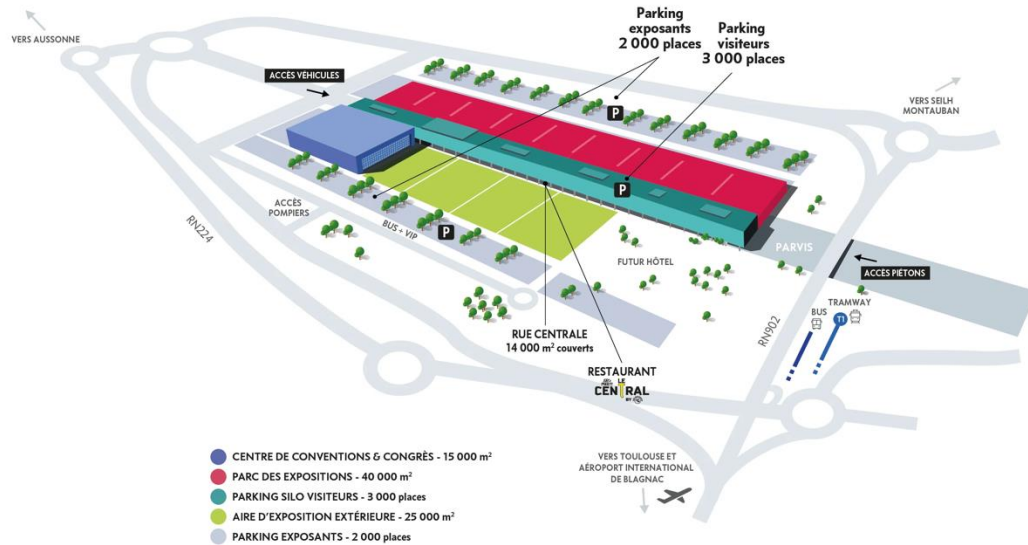 VERS AUSSONNE
Parking
exposants
2 000 places
Parking
visiteurs
3 000 places
ACCÈS VÉHICULES
P
VERS SEILH
MONTAUBAN
P
ACCÈS
POMPIERS
BUS + VIP
P
RN224
PARVIS
FUTUR HÔTEL
ACCÈS PIÉTONS
TRAMWAY
BUS
T1
RN902
RUE CENTRALE
14 000 m² couverts
RESTAURANT
LE
CENTRAL
BY
CENTRE DE CONVENTIONS & CONGRÈS - 15 000 m²
PARC DES EXPOSITIONS - 40 000 m²
PARKING SILO VISITEURS - 3 000 places
AIRE D'EXPOSITION EXTÉRIEURE - 25 000 m²
PARKING EXPOSANTS - 2 000 places
VERS TOULOUSE ET
AÉROPORT INTERNATIONAL
DE BLAGNAC